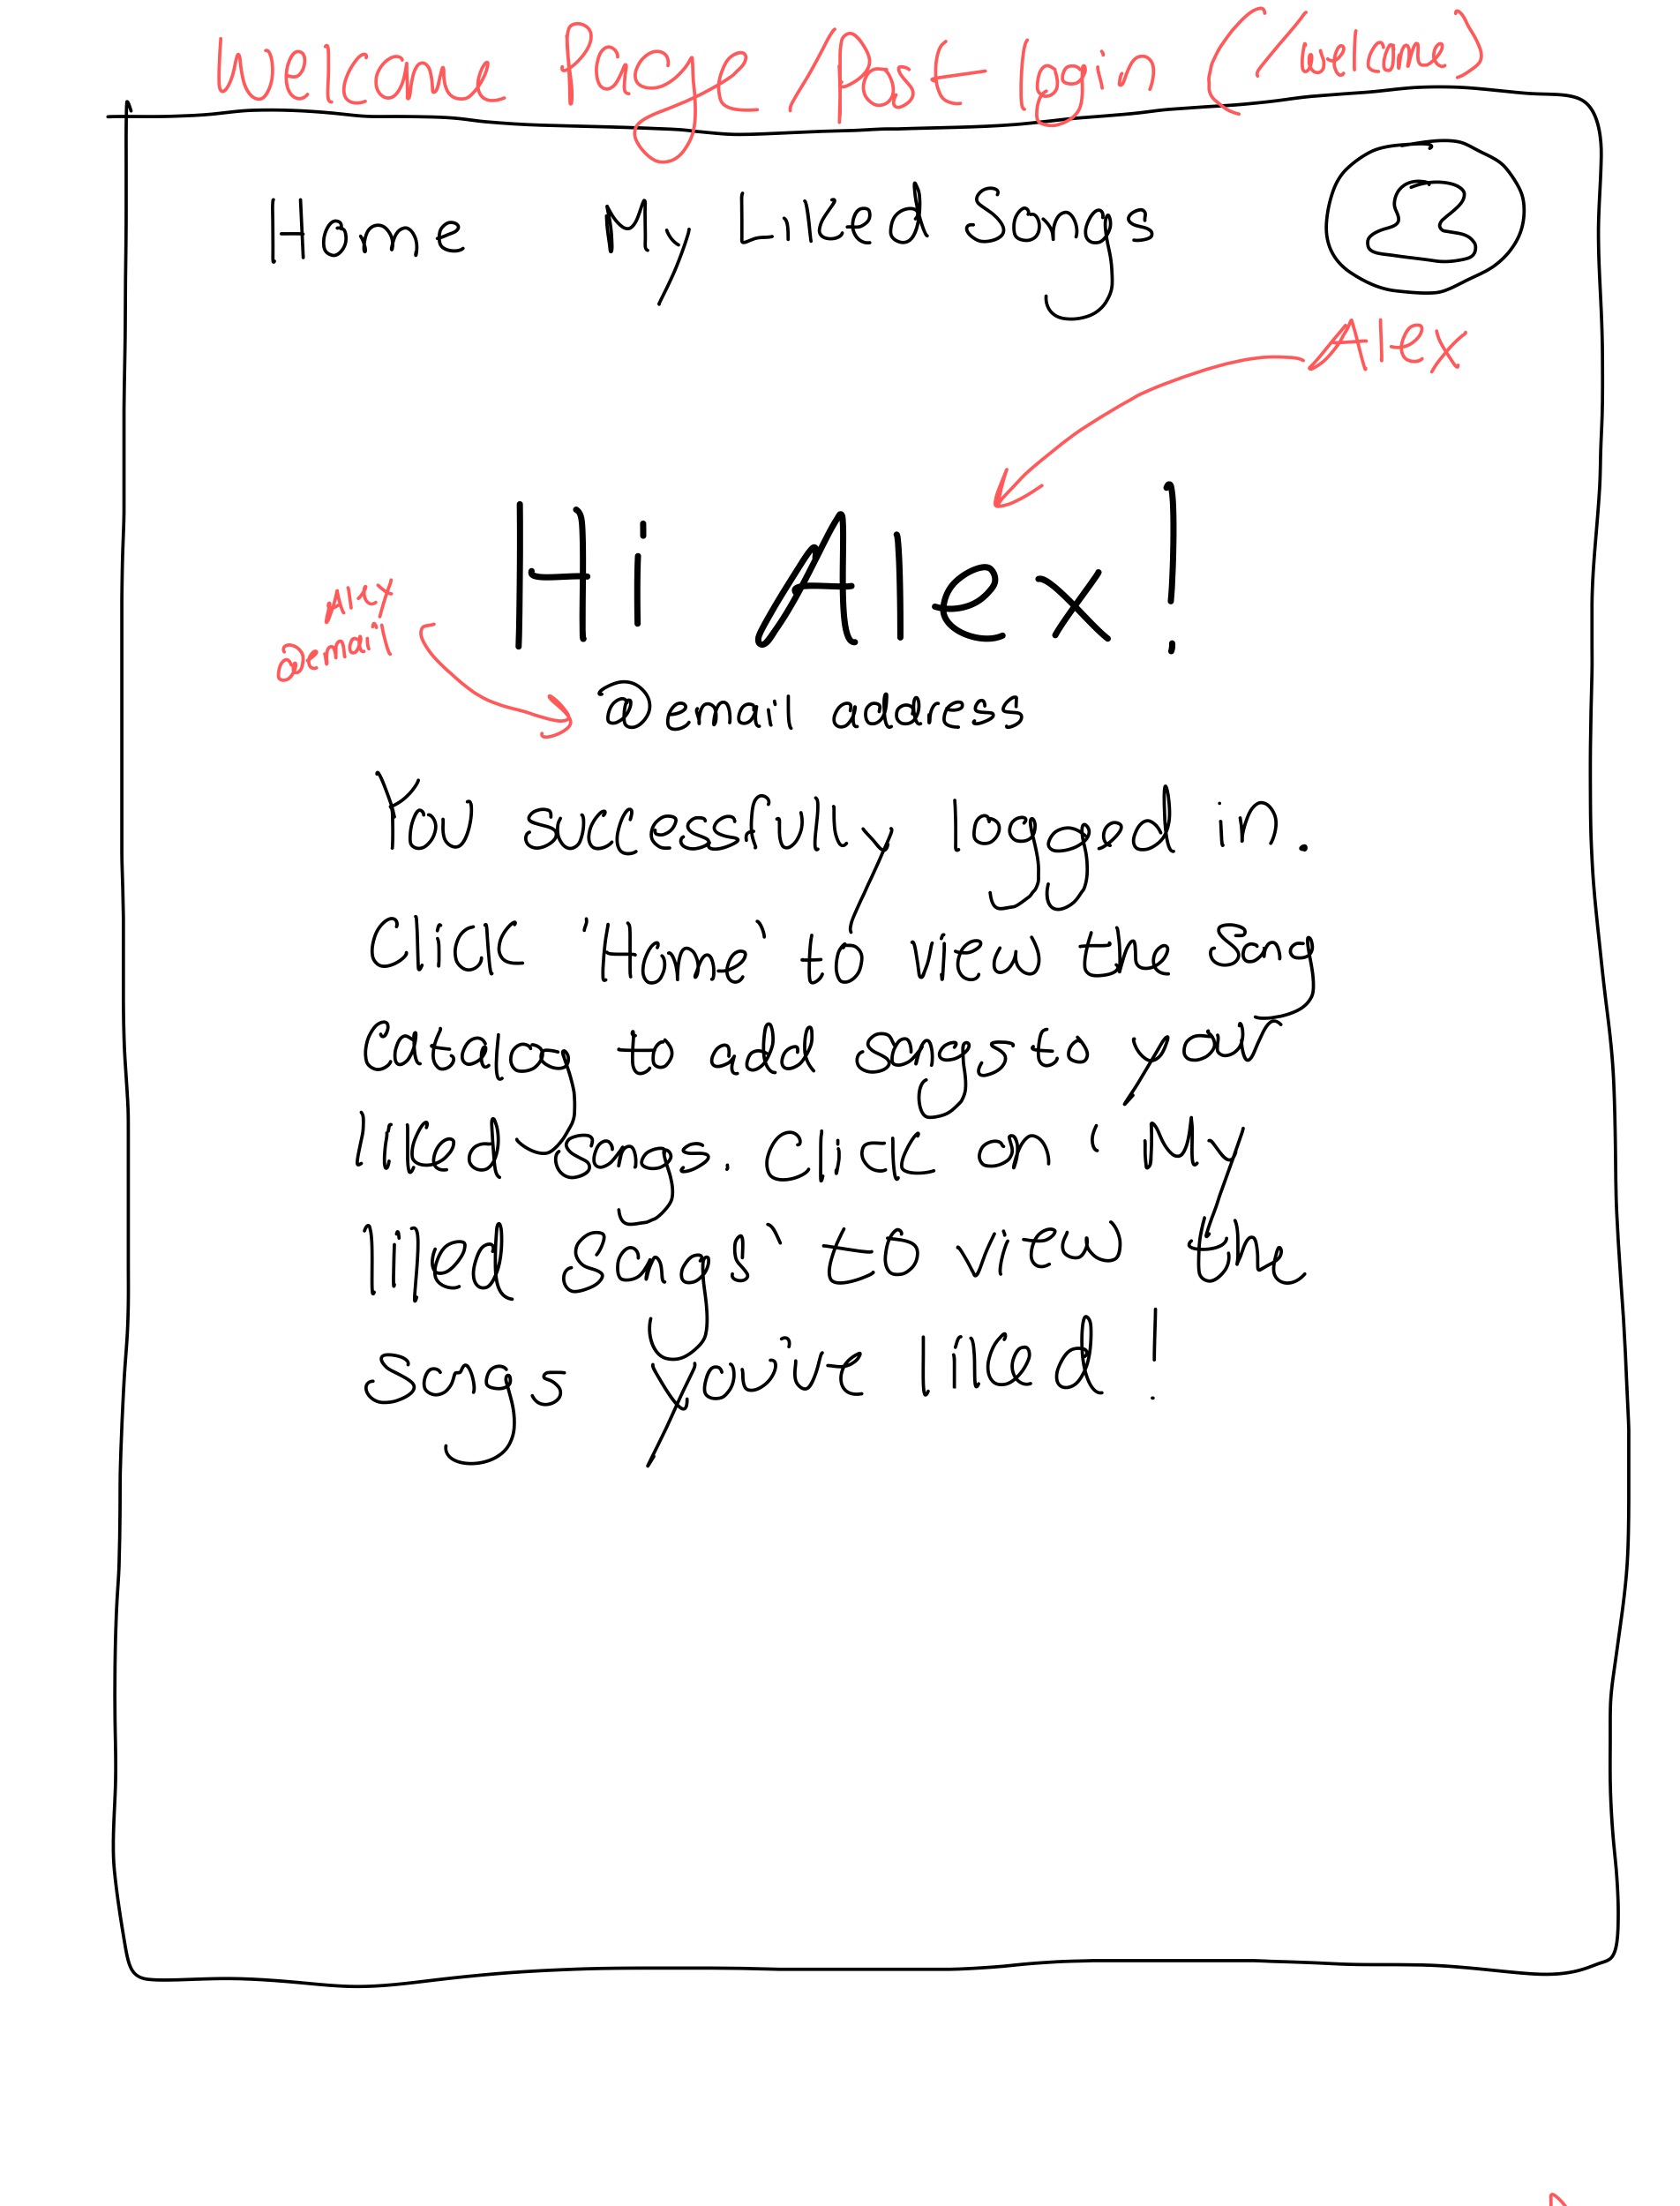 Welcome Page/Post login (/welcome)
Home My Liked Songs
Alex
Hi Alex!
Alex
@email
@email address
You successfully logged in.
Click 'Home' to view the song
catalog to add songs to your
liked songs. Click on 'My
liked songs' to view the
songs you've liked!